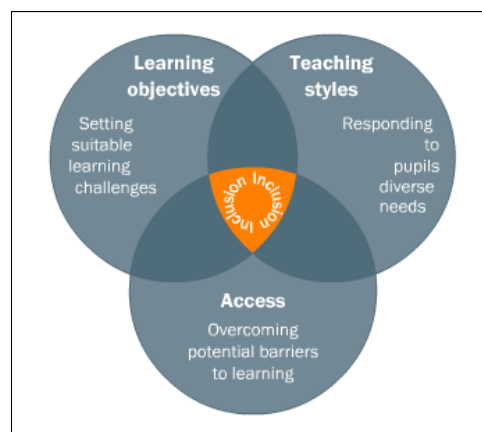 Learning
objectives
Setting
suitable
learning
challenges
Teaching
styles
Responding
to
pupils
diverse
needs
Inclusion Inclusion
Access
Overcoming
potential barriers
to learning